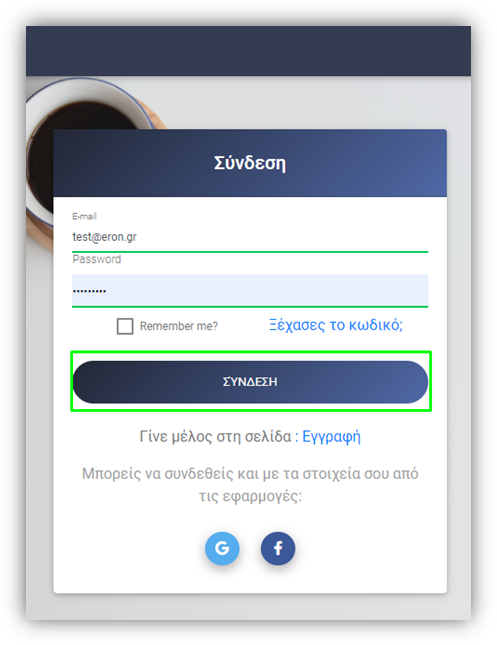 Σύνδεση
E-mail
test@eron.gr
Password
•••••••••
Remember me?
Ξέχασες το κωδικό;
ΣΎΝΔΕΣΗ
Γίνε μέλος στη σελίδα : Εγγραφή
Μπορείς να συνδεθείς και με τα στοιχεία σου από
τις εφαρμογές:
G
f